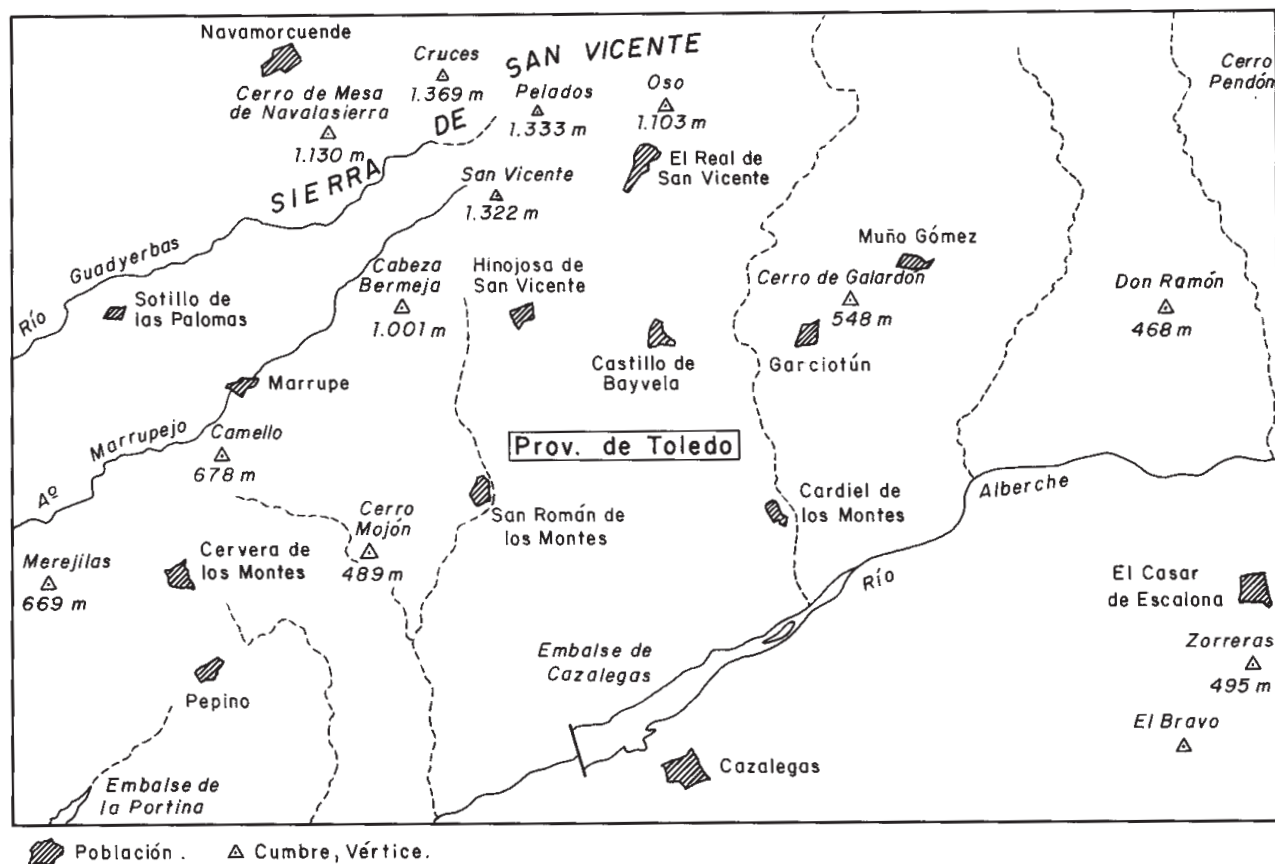 Navamorcuende
Cruces
1.369 m
SIERRA DE SAN VICENTE
Pelados
1.333 m
Oso
1.103 m
Cerro
Pendón
Cerro de Mesa
de Navalasierra
1.130 m
El Real de
San Vicente
San Vicente
1.322 m
Muño Gómez
Río Guadyerbas
Cabeza
Bermeja
1.001 m
Hinojosa de
San Vicente
Cerro de Galardón
548 m
Don Ramón
468 m
Sotillo de
las Palomas
Castillo de
Bayvela
Garciotún
Marrupe
Aº Marrupejo
Camello
678 m
Prov. de Toledo
Río Alberche
Cerro
Mojón
489 m
San Román de
los Montes
Cardiel de
los Montes
Merejilas
669 m
Cervera de
los Montes
El Casar
de Escalona
Embalse de
Cazalegas
Zorreras
495 m
Pepino
El Bravo
Cazalegas
Embalse de
la Portina
Población.
Cumbre, Vértice.